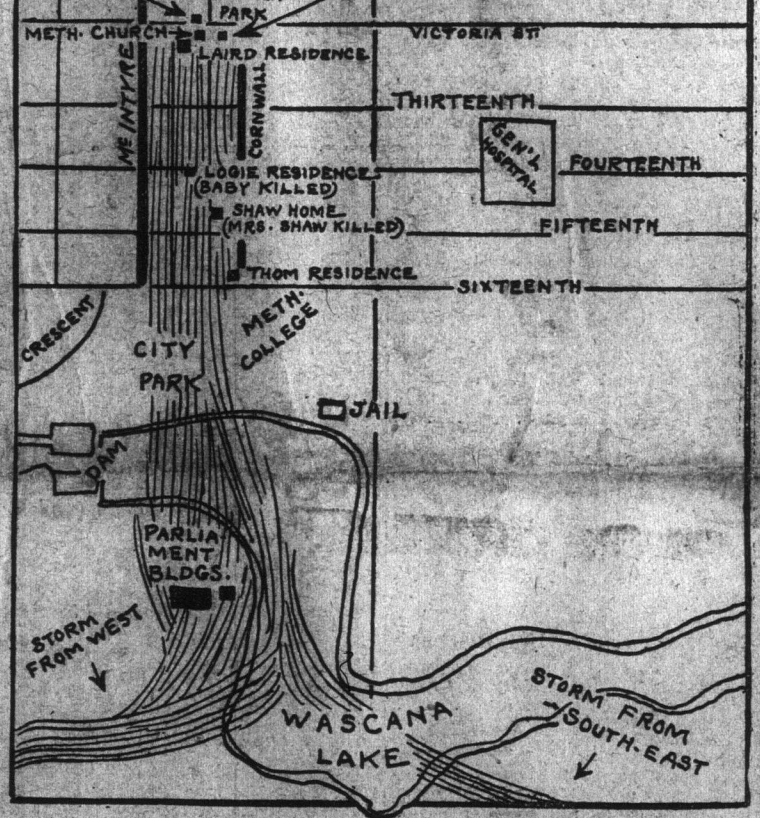 PARK
METH. CHURCH
VICTORIA ST.
LAIRD RESIDENCE
McINTYRE
CORNWALL
THIRTEENTH
GEN'L
HOSPITAL
FOURTEENTH
LOGIE RESIDENCE
(BABY KILLED)
SHAW HOME
(MRS. SHAW KILLED)
FIFTEENTH
THOM RESIDENCE
SIXTEENTH
CRESCENT
METH.
COLLEGE
CITY
PARK
JAIL
DAM
PARLIA
MENT
BLDGS.
STORM
FROM WEST
STORM FROM
SOUTH-EAST
WASCANA
LAKE